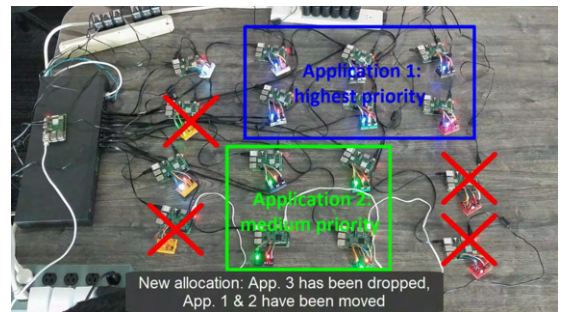 Application 1:
highest priority
Application 2:
medium priority
New allocation: App. 3 has been dropped,
App. 1 & 2 have been moved